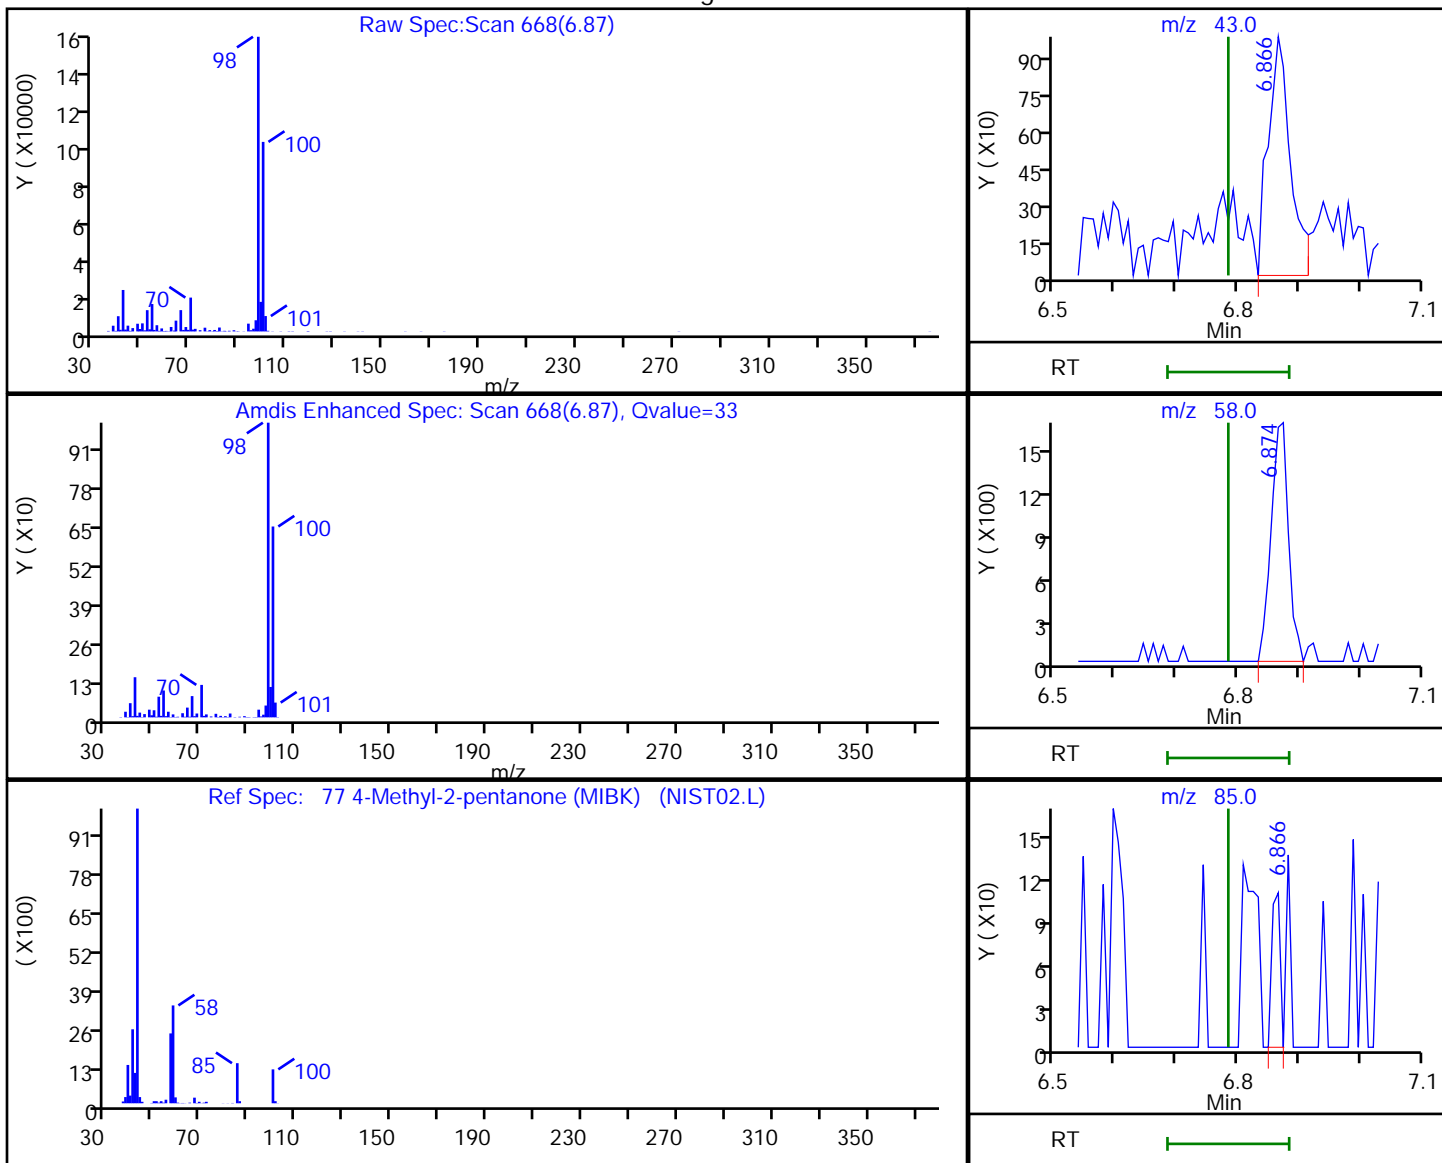 Raw Spec:Scan 668(6.87)
Y ( X10000)
16
14
12
10
8
6
4
2
0
98
100
70
101
30 70 110 150 190 230 270 310 350
m/z
m/z 43.0
Y ( X10)
90
75
60
45
30
15
0
6.866
6.5 6.8 7.1
Min
RT
Amdis Enhanced Spec: Scan 668(6.87), Qvalue=33
Y ( X10)
91
78
65
52
39
26
13
0
98
100
70
101
30 70 110 150 190 230 270 310 350
m/z
m/z 58.0
Y ( X100)
15
12
9
6
3
0
6.874
6.5 6.8 7.1
Min
RT
Ref Spec: 77 4-Methyl-2-pentanone (MIBK) (NIST02.L)
( X100)
91
78
65
52
39
26
13
0
58
85
100
30 70 110 150 190 230 270 310 350
m/z 85.0
Y ( X10)
15
12
9
6
3
0
6.866
6.5 6.8 7.1
Min
RT